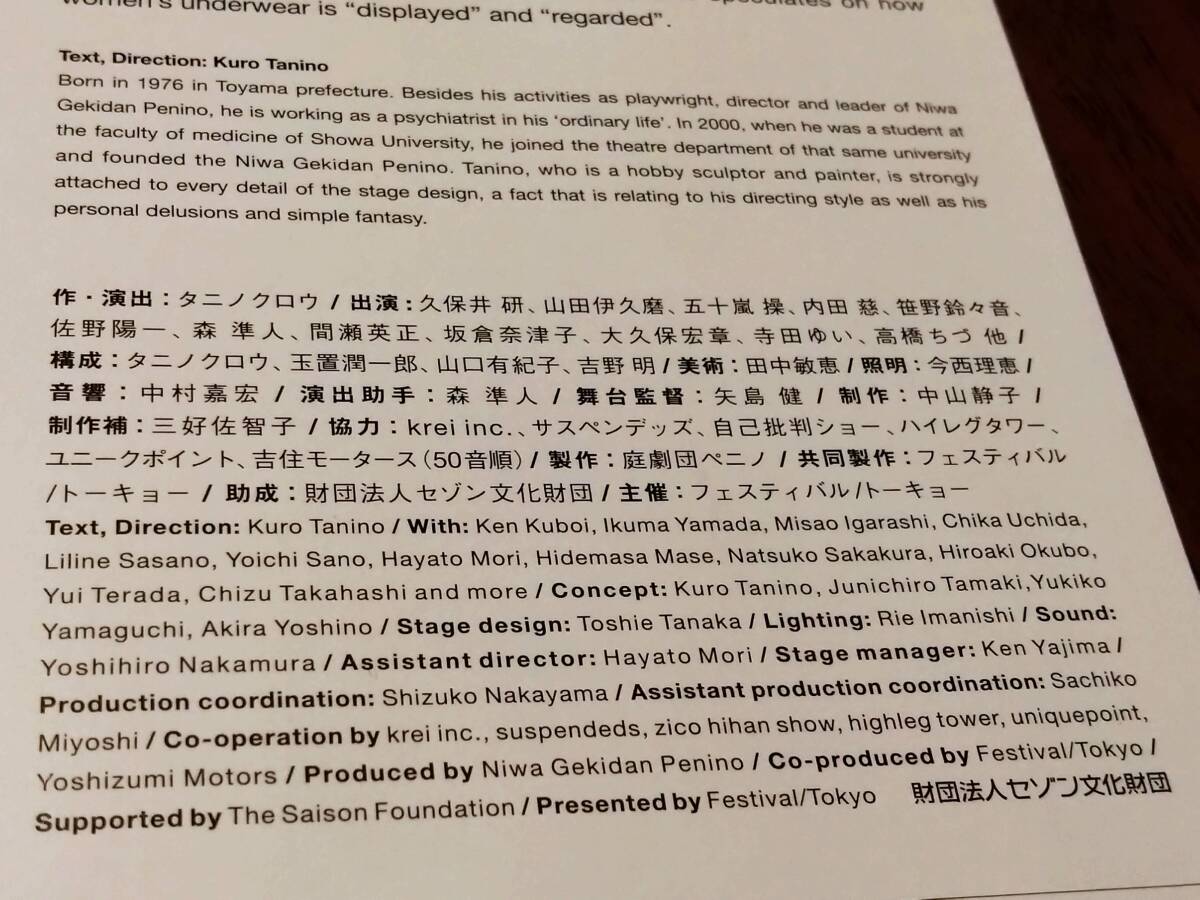 women's underwear is “displayed” and “regarded”.
Text, Direction: Kuro Tanino
Born in 1976 in Toyama prefecture. Besides his activities as playwright, director and leader of Niwa
Gekidan Penino, he is working as a psychiatrist in his ‘ordinary life’. In 2000, when he was a student at
the faculty of medicine of Showa University, he joined the theatre department of that same university
and founded the Niwa Gekidan Penino. Tanino, who is a hobby sculptor and painter, is strongly
attached to every detail of the stage design, a fact that is relating to his directing style as well as his
personal delusions and simple fantasy.
作・演出：タニノクロウ / 出演：久保井 研、山田伊久磨、五十嵐 操、内田 慈、笹野鈴々音、
佐野陽一、森 準人、間瀬英正、坂倉奈津子、大久保宏章、寺田ゆい、高橋ちづ 他 /
構成：タニノクロウ、玉置潤一郎、山口有紀子、吉野 明 / 美術：田中敏恵 / 照明：今西理恵 /
音響：中村嘉宏 / 演出助手：森 準人 / 舞台監督：矢島 健 / 制作：中山静子 /
制作補：三好佐智子 / 協力：krei inc.、サスペンデッズ、自己批判ショー、ハイレグタワー、
ユニークポイント、吉住モータース（50音順）/ 製作：庭劇団ペニノ / 共同製作：フェスティバル
/トーキョー / 助成：財団法人セゾン文化財団 / 主催：フェスティバル/トーキョー
Text, Direction: Kuro Tanino / With: Ken Kuboi, Ikuma Yamada, Misao Igarashi, Chika Uchida,
Liline Sasano, Yoichi Sano, Hayato Mori, Hidemasa Mase, Natsuko Sakakura, Hiroaki Okubo,
Yui Terada, Chizu Takahashi and more / Concept: Kuro Tanino, Junichiro Tamaki,Yukiko
Yamaguchi, Akira Yoshino / Stage design: Toshie Tanaka / Lighting: Rie Imanishi / Sound:
Yoshihiro Nakamura / Assistant director: Hayato Mori / Stage manager: Ken Yajima /
Production coordination: Shizuko Nakayama / Assistant production coordination: Sachiko
Miyoshi / Co-operation by krei inc., suspendeds, zico hihan show, highleg tower, uniquepoint,
Yoshizumi Motors / Produced by Niwa Gekidan Penino / Co-produced by Festival/Tokyo /
Supported by The Saison Foundation / Presented by Festival/Tokyo 財団法人セゾン文化財団